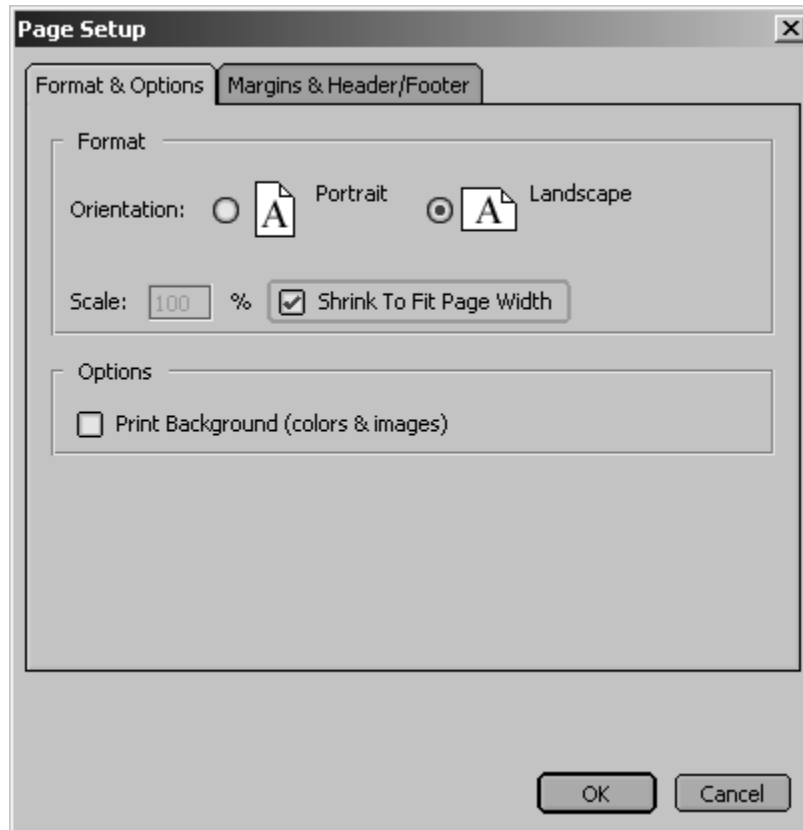 Page Setup
Format & Options Margins & Header/Footer
Format
Orientation: A Portrait A Landscape
Scale: 100 % Shrink To Fit Page Width
Options
Print Background (colors & images)
OK Cancel